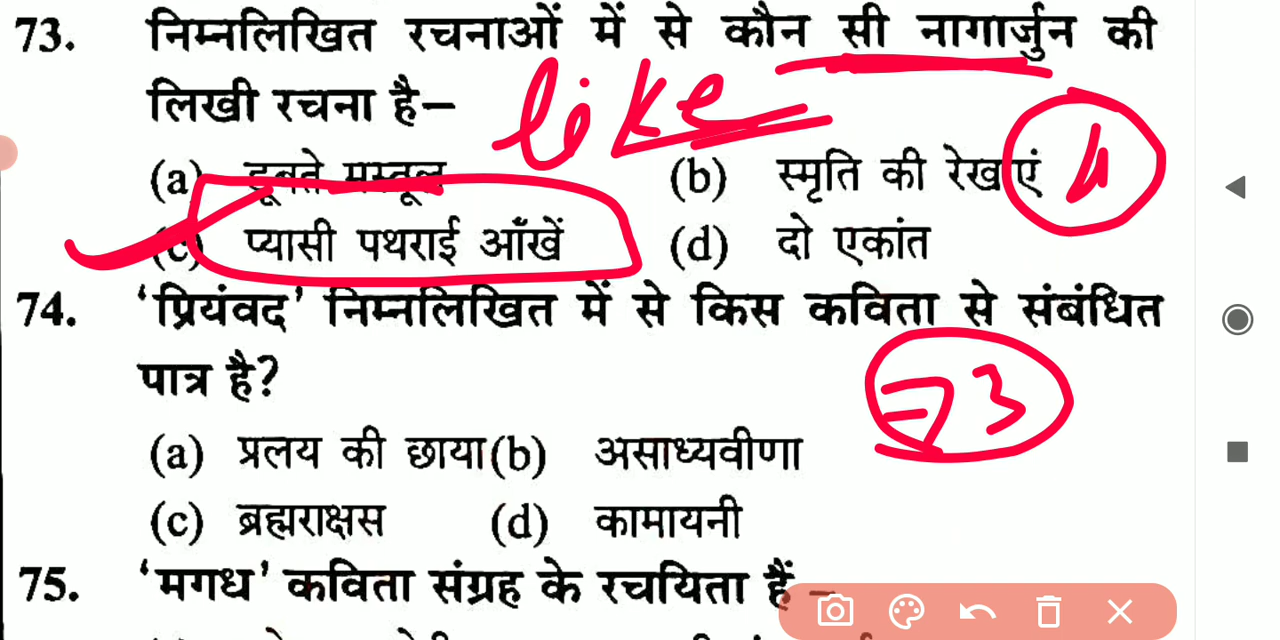 73. निम्नलिखित रचनाओं में से कौन सी नागार्जुन की
लिखी रचना है–
like
(a) डूबते मस्तूल (b) स्मृति की रेखाएं
(c) प्यासी पथराई आँखें (d) दो एकांत
74. 'प्रियंवद' निम्नलिखित में से किस कविता से संबंधित
पात्र है?
73
(a) प्रलय की छाया (b) असाध्यवीणा
(c) ब्रह्मराक्षस (d) कामायनी
75. 'मगध' कविता संग्रह के रचयिता हैं –